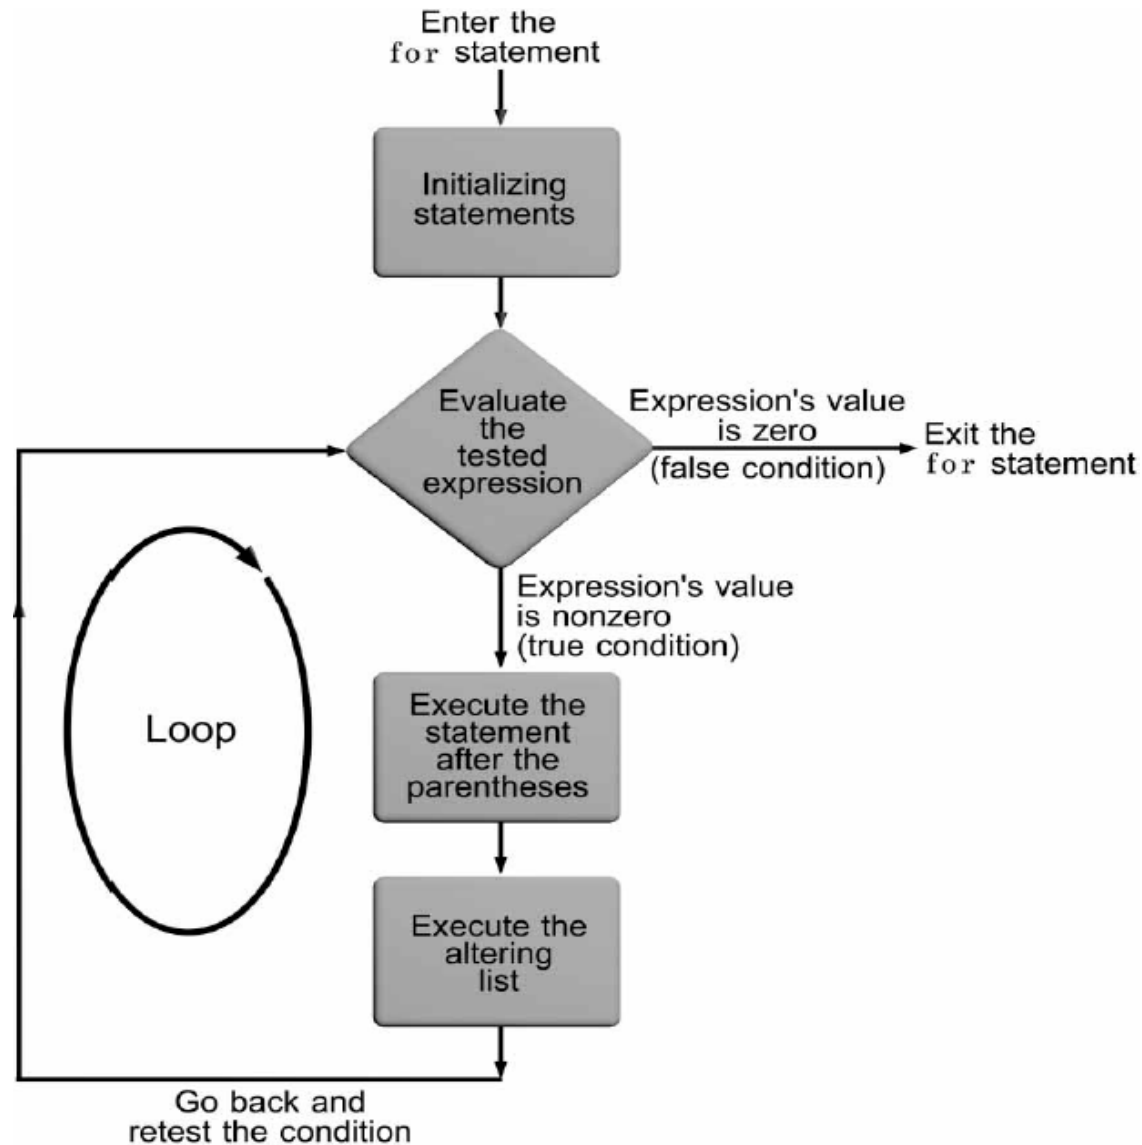 Enter the
for statement
Initializing
statements
Evaluate
the
tested
expression
Expression's value
is zero
(false condition)
Exit the
for statement
Expression's value
is nonzero
(true condition)
Loop
Execute the
statement
after the
parentheses
Execute the
altering
list
Go back and
retest the condition